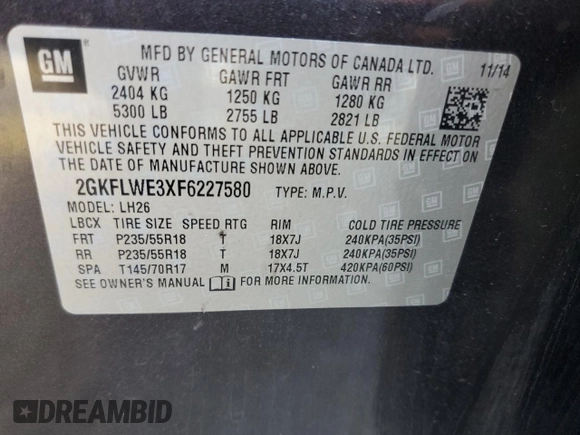 GM
MFD BY GENERAL MOTORS OF CANADA LTD. 11/14
GVWR GAWR FRT GAWR RR
2404 KG 1250 KG 1280 KG
5300 LB 2755 LB 2821 LB
THIS VEHICLE CONFORMS TO ALL APPLICABLE U.S. FEDERAL MOTOR
VEHICLE SAFETY AND THEFT PREVENTION STANDARDS IN EFFECT ON
THE DATE OF MANUFACTURE SHOWN ABOVE.
2GKFLWE3XF6227580 TYPE: M.P.V.
MODEL: LH26
LBCX TIRE SIZE SPEED RTG RIM COLD TIRE PRESSURE
FRT P235/55R18 T 18X7J 240KPA(35PSI)
RR P235/55R18 T 18X7J 240KPA(35PSI)
SPA T145/70R17 M 17X4.5T 420KPA(60PSI)
SEE OWNER'S MANUAL FOR MORE INFORMATION
DREAMBID